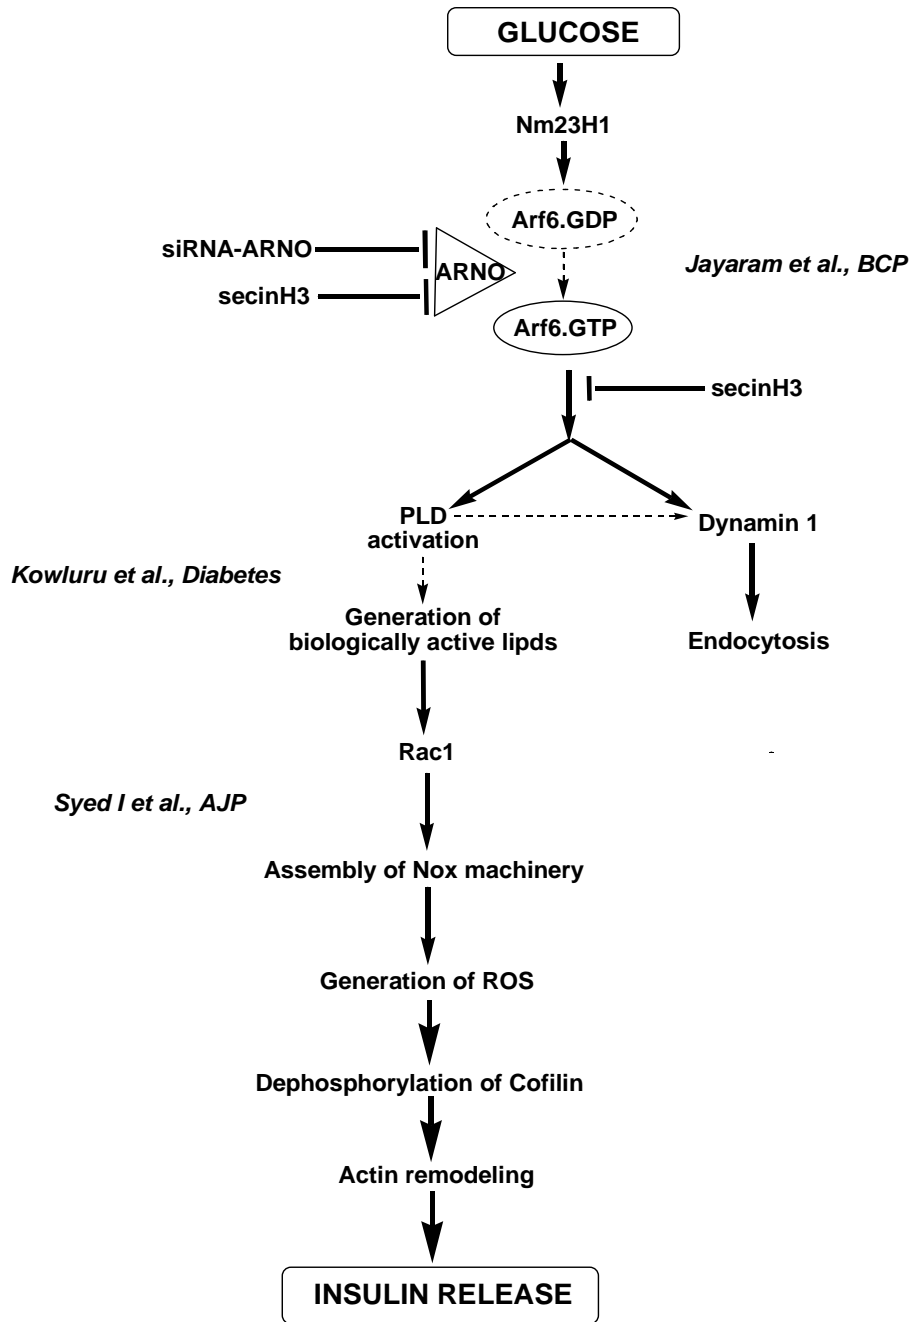 GLUCOSE
Nm23H1
Arf6.GDP
siRNA-ARNO
ARNO
Jayaram et al., BCP
secinH3
Arf6.GTP
secinH3
PLD
activation
Dynamin 1
Kowluru et al., Diabetes
Generation of
biologically active lipds
Endocytosis
Rac1
Syed I et al., AJP
Assembly of Nox machinery
Generation of ROS
Dephosphorylation of Cofilin
Actin remodeling
INSULIN RELEASE